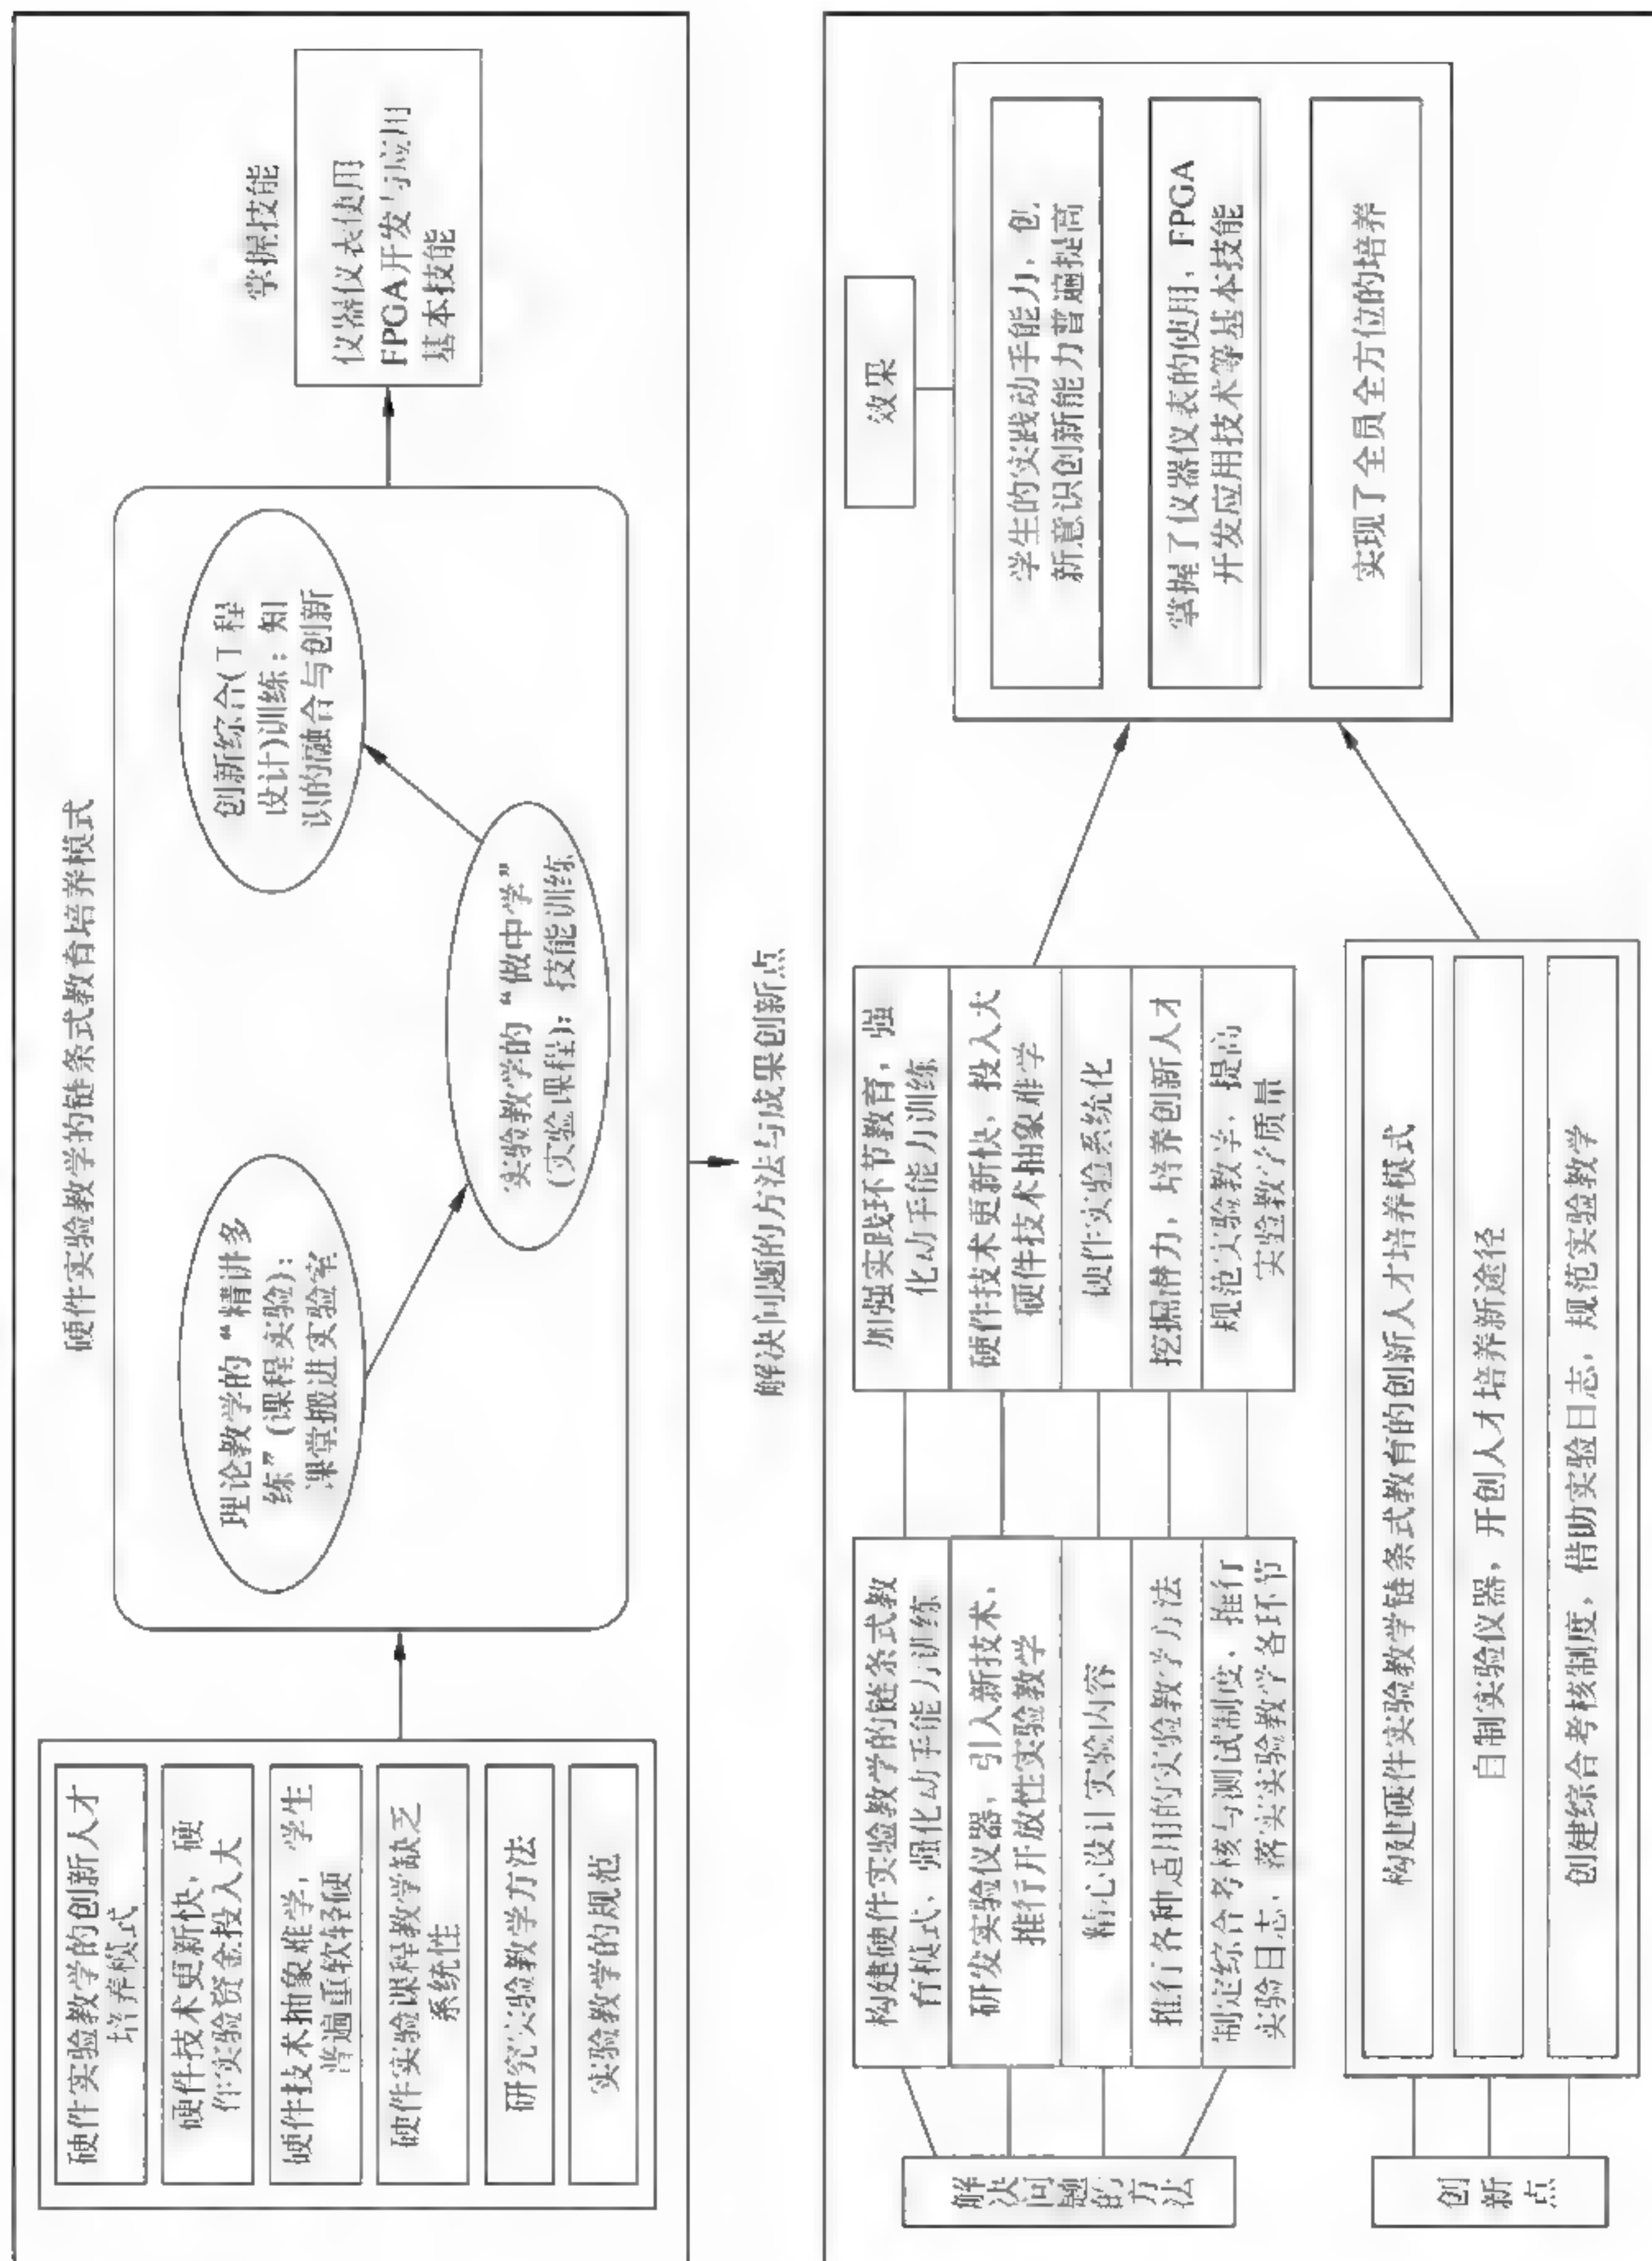 硬件实验教学的链条式教育培养模式
硬件实验教学的创新人才
培养模式
硬件技术更新快，硬
件实验资金投入大
硬件技术抽象难学，学生
普遍重软轻硬
硬件实验课程教学缺乏
系统性
研究实验教学方法
实验教学的规范
理论教学的“精讲多
练”(课程实验)：
课堂搬进实验室
实验教学的“做中学”
(实验课程)：技能训练
创新综合(工程
设计)训练：知
识的融合与创新
掌握技能
仪器仪表使用
FPGA开发与应用
基本技能
解决问题的方法与成果创新点
解决问题的方法
构建硬件实验教学的链条式教
育模式，强化动手能力训练
研发实验仪器，引入新技术，
推行开放性实验教学
精心设计实验内容
推行各种适用的实验教学方法
制定综合考核与测试制度，推行
实验日志，落实实验教学各环节
加强实践环节教育，强
化动手能力训练
硬件技术更新快，投入大
硬件技术抽象难学
硬件实验系统化
挖掘潜力，培养创新人才
规范实验教学，提高
实验教学质量
效果
学生的实践动手能力，创
新意识创新能力普遍提高
掌握了仪器仪表的使用，FPGA
开发应用技术等基本技能
实现了全员全方位的培养
创新点
构建硬件实验教学链条式教育的创新人才培养模式
自制实验仪器，开创人才培养新途径
创建综合考核制度，借助实验日志，规范实验教学